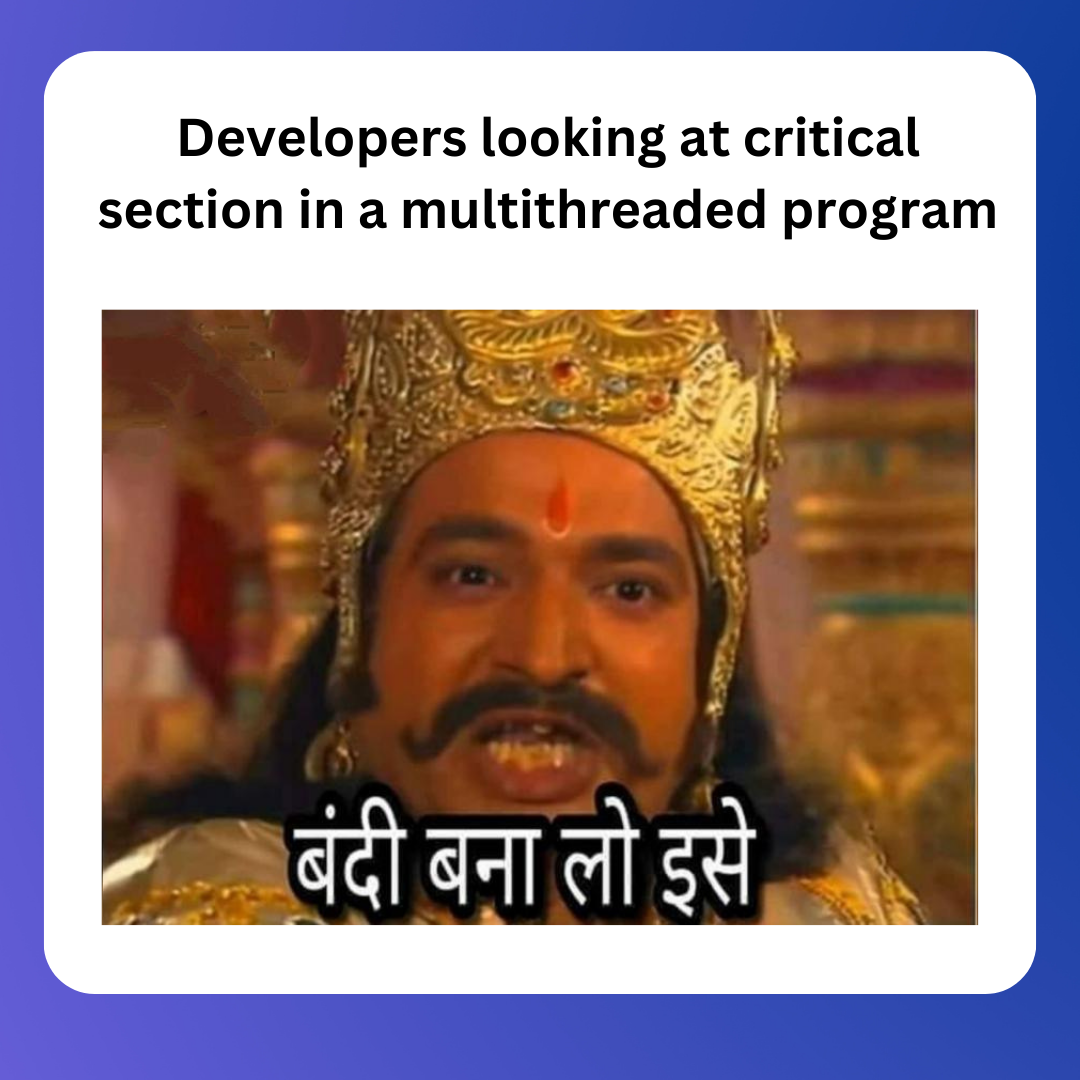 Developers looking at critical
section in a multithreaded program
बंदी बना लो इसे